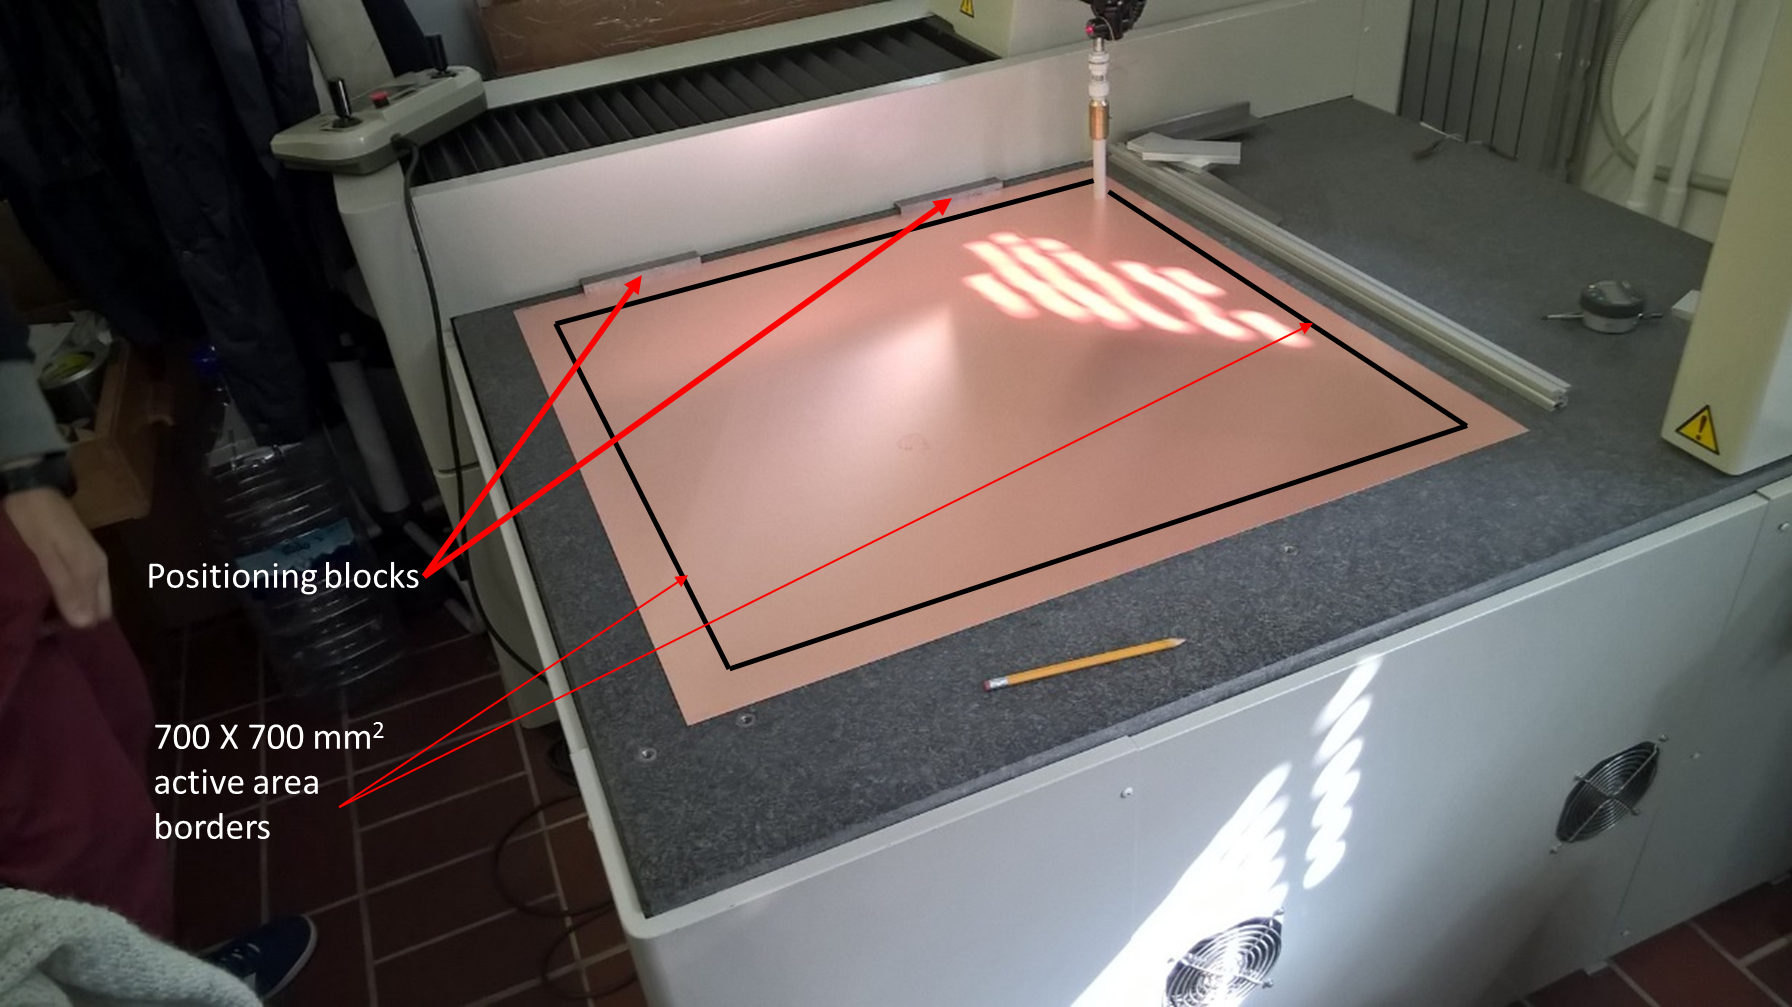 Positioning blocks
700 X 700 mm²
active area
borders